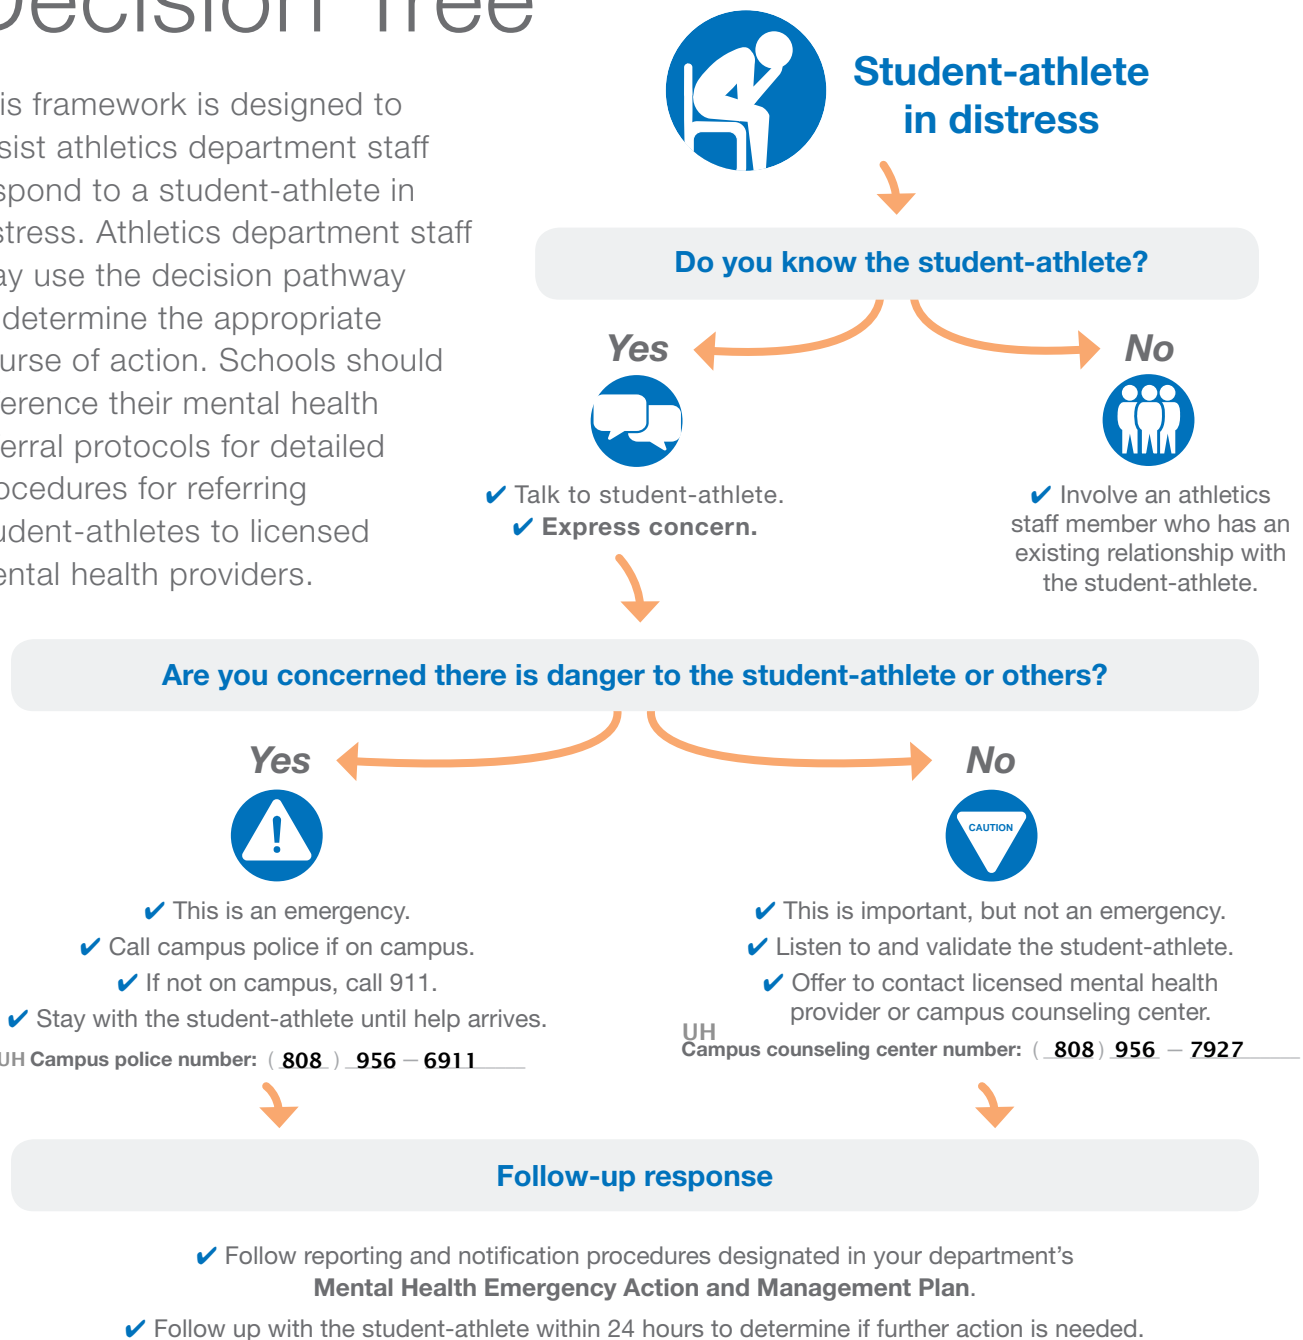 Decision Tree
is framework is designed to
sist athletics department staff
spond to a student-athlete in
stress. Athletics department staff
ay use the decision pathway
determine the appropriate
urse of action. Schools should
erence their mental health
erral protocols for detailed
ocedures for referring
udent-athletes to licensed
ental health providers.
Student-athlete
in distress
Do you know the student-athlete?
Yes
✔ Talk to student-athlete.
✔ Express concern.
No
✔ Involve an athletics
staff member who has an
existing relationship with
the student-athlete.
Are you concerned there is danger to the student-athlete or others?
Yes
✔ This is an emergency.
✔ Call campus police if on campus.
✔ If not on campus, call 911.
✔ Stay with the student-athlete until help arrives.
UH Campus police number: ( 808 ) 956 – 6911
No
CAUTION
✔ This is important, but not an emergency.
✔ Listen to and validate the student-athlete.
✔ Offer to contact licensed mental health
provider or campus counseling center.
UH
Campus counseling center number: ( 808) 956 – 7927
Follow-up response
✔ Follow reporting and notification procedures designated in your department’s
Mental Health Emergency Action and Management Plan.
✔ Follow up with the student-athlete within 24 hours to determine if further action is needed.